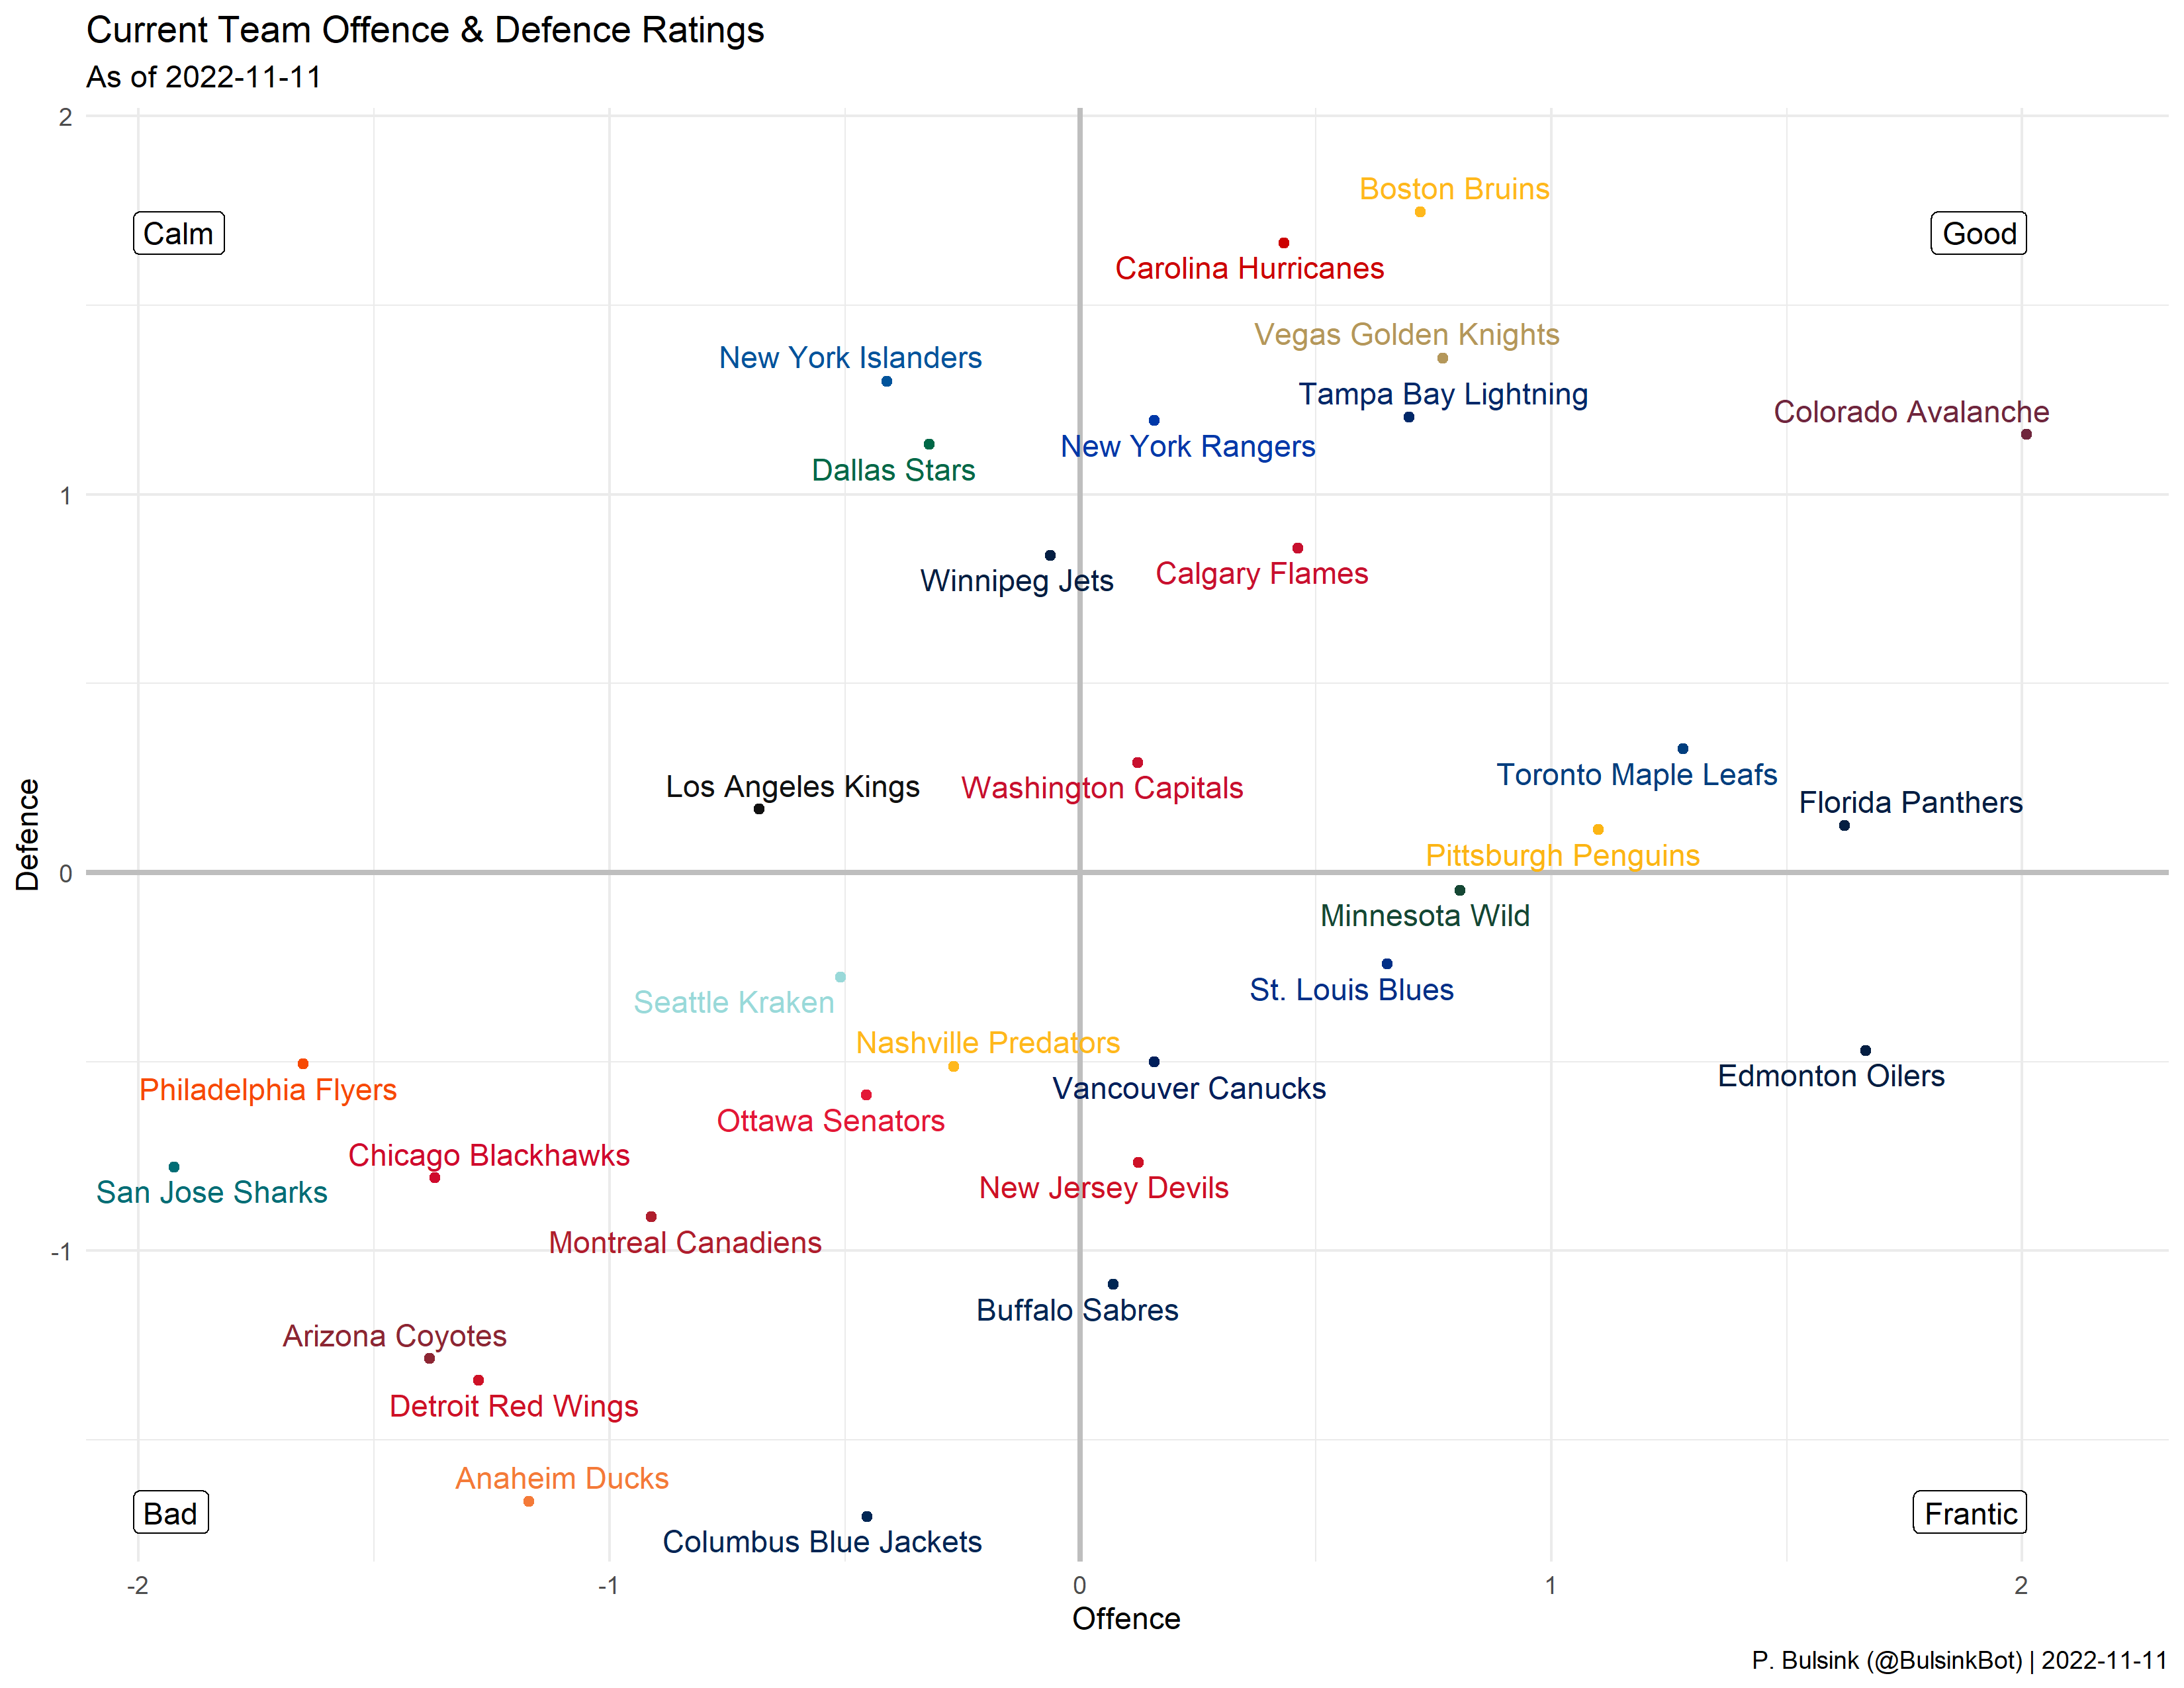 Current Team Offence & Defence Ratings
As of 2022-11-11
2
Boston Bruins
Calm
Good
Carolina Hurricanes
Vegas Golden Knights
New York Islanders
Tampa Bay Lightning
Colorado Avalanche
New York Rangers
Dallas Stars
1
Calgary Flames
Winnipeg Jets
Toronto Maple Leafs
Los Angeles Kings
Washington Capitals
Florida Panthers
Defence
Pittsburgh Penguins
0
Minnesota Wild
St. Louis Blues
Seattle Kraken
Nashville Predators
Edmonton Oilers
Philadelphia Flyers
Vancouver Canucks
Ottawa Senators
Chicago Blackhawks
New Jersey Devils
San Jose Sharks
Montreal Canadiens
-1
Buffalo Sabres
Arizona Coyotes
Detroit Red Wings
Anaheim Ducks
Bad
Frantic
Columbus Blue Jackets
-2
-1
0
1
2
Offence
P. Bulsink (@BulsinkBot) | 2022-11-11